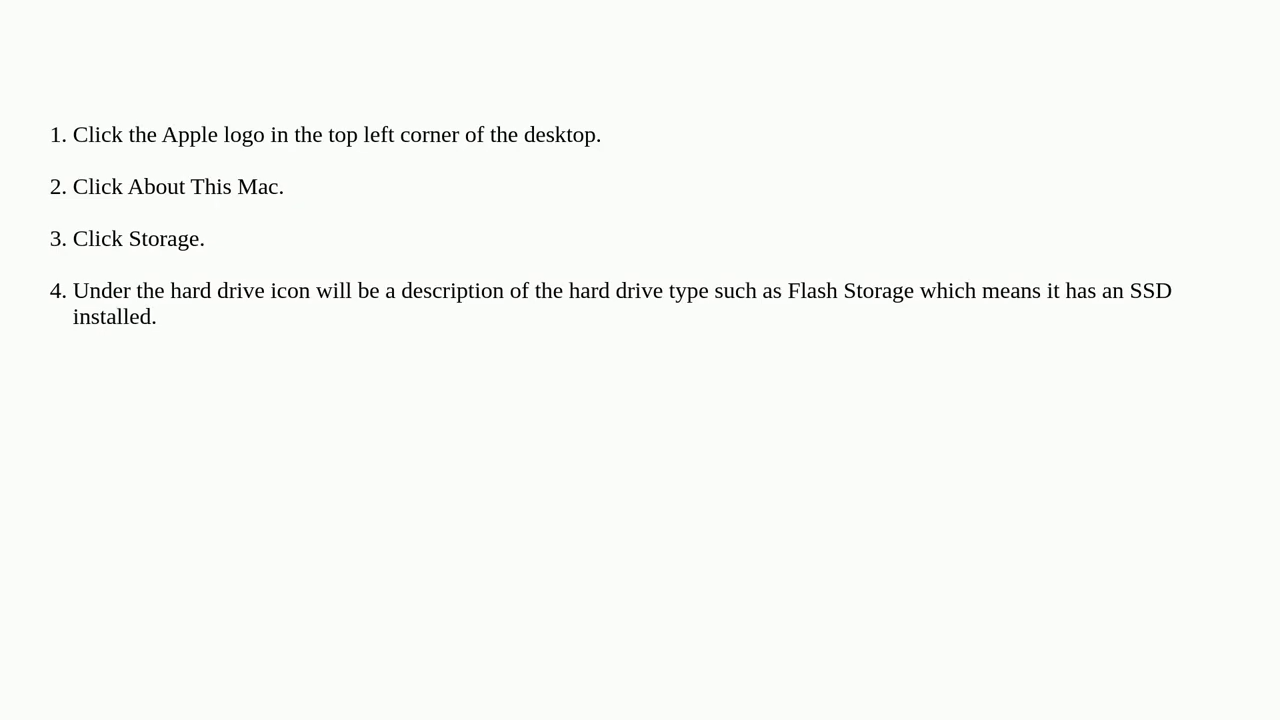 1. Click the Apple logo in the top left corner of the desktop.
2. Click About This Mac.
3. Click Storage.
4. Under the hard drive icon will be a description of the hard drive type such as Flash Storage which means it has an SSD
installed.